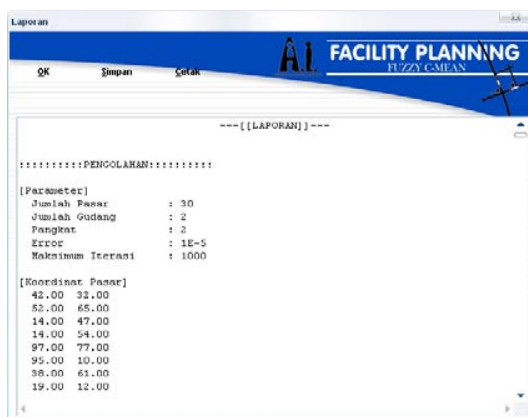 Laporan
A.I. FACILITY PLANNING
FUZZY C-MEAN
OK Simpan Cetak
---[[LAPORAN]]---
::::::::::PENGOLAHAN::::::::::
[Parameter]
Jumlah Pasar : 30
Jumlah Gudang : 2
Pangkat : 2
Error : 1E-5
Maksimum Iterasi : 1000
[Koordinat Pasar]
42.00 32.00
52.00 65.00
14.00 47.00
14.00 54.00
97.00 77.00
95.00 10.00
38.00 61.00
19.00 12.00